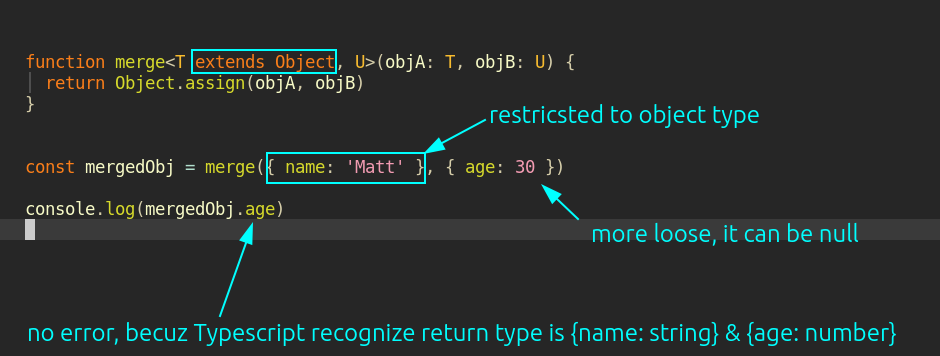 function merge<T extends Object, U>(objA: T, objB: U) {
return Object.assign(objA, objB)
}
restricsted to object type
const mergedObj = merge({ name: 'Matt' }, { age: 30 })
console.log(mergedObj.age)
more loose, it can be null
no error, becuz Typescript recognize return type is {name: string} & {age: number}